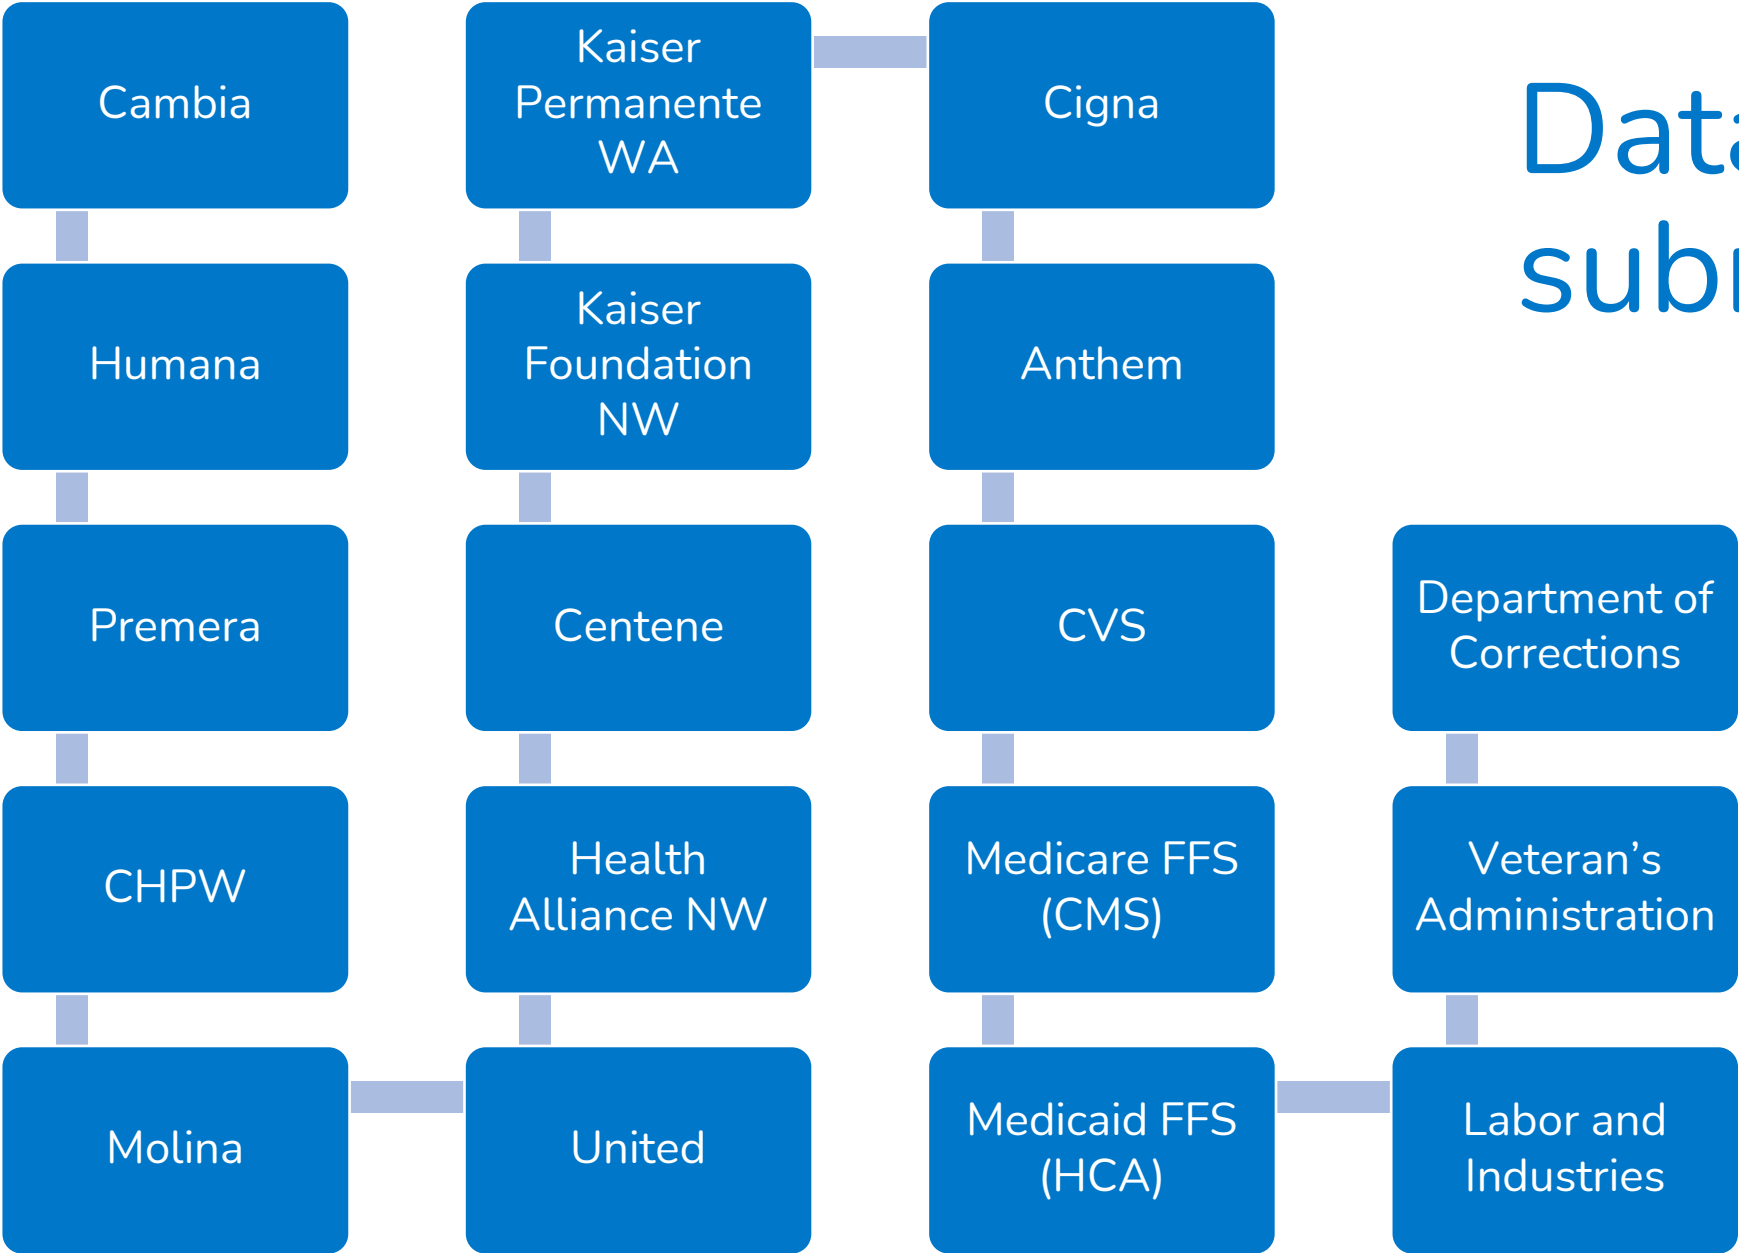 Cambia
Humana
Premera
CHPW
Molina
United
Health
Alliance NW
Centene
Kaiser
Foundation
NW
Kaiser
Permanente
WA
Cigna
Anthem
CVS
Medicare FFS
(CMS)
Medicaid FFS
(HCA)
Labor and
Industries
Veteran’s
Administration
Department of
Corrections